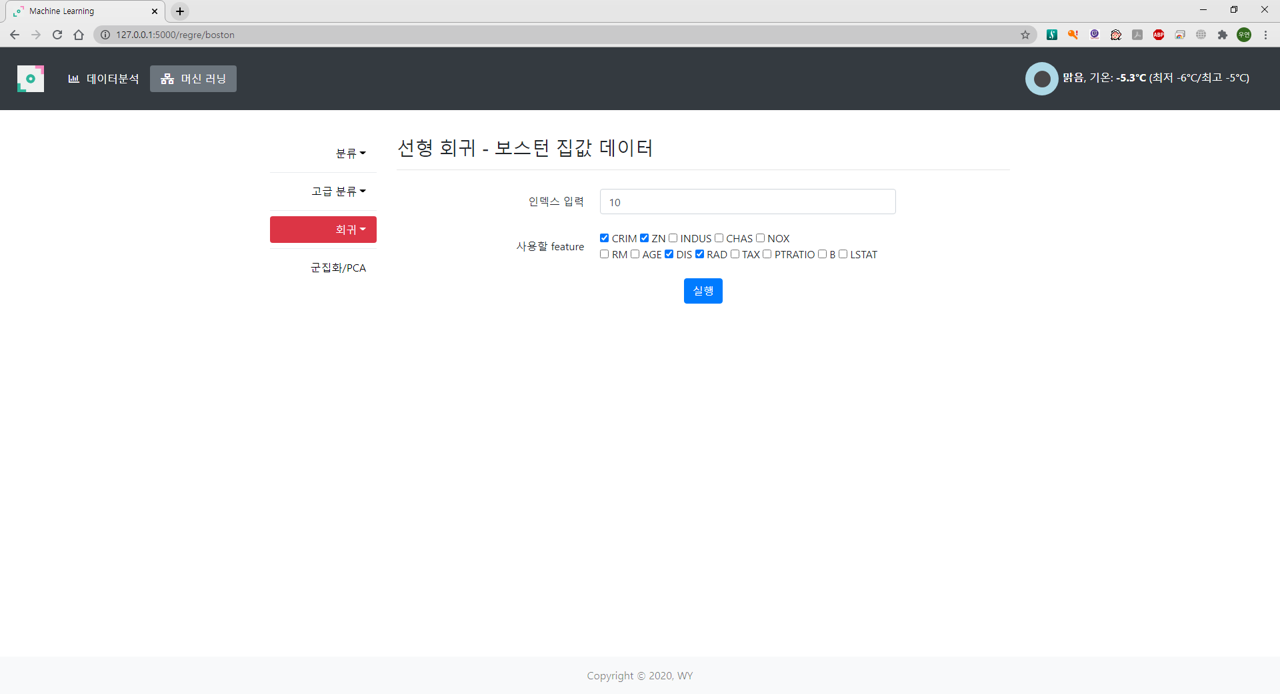 Machine Learning
127.0.0.1:5000/regre/boston
ABP
우연
데이터분석 머신 러닝
맑음, 기온: -5.3°C (최저 -6°C/최고 -5°C)
분류
고급 분류
회귀
군집화/PCA
선형 회귀 - 보스턴 집값 데이터
인덱스 입력 10
사용할 feature
CRIM ZN INDUS CHAS NOX
RM AGE DIS RAD TAX PTRATIO B LSTAT
실행
Copyright © 2020, WY